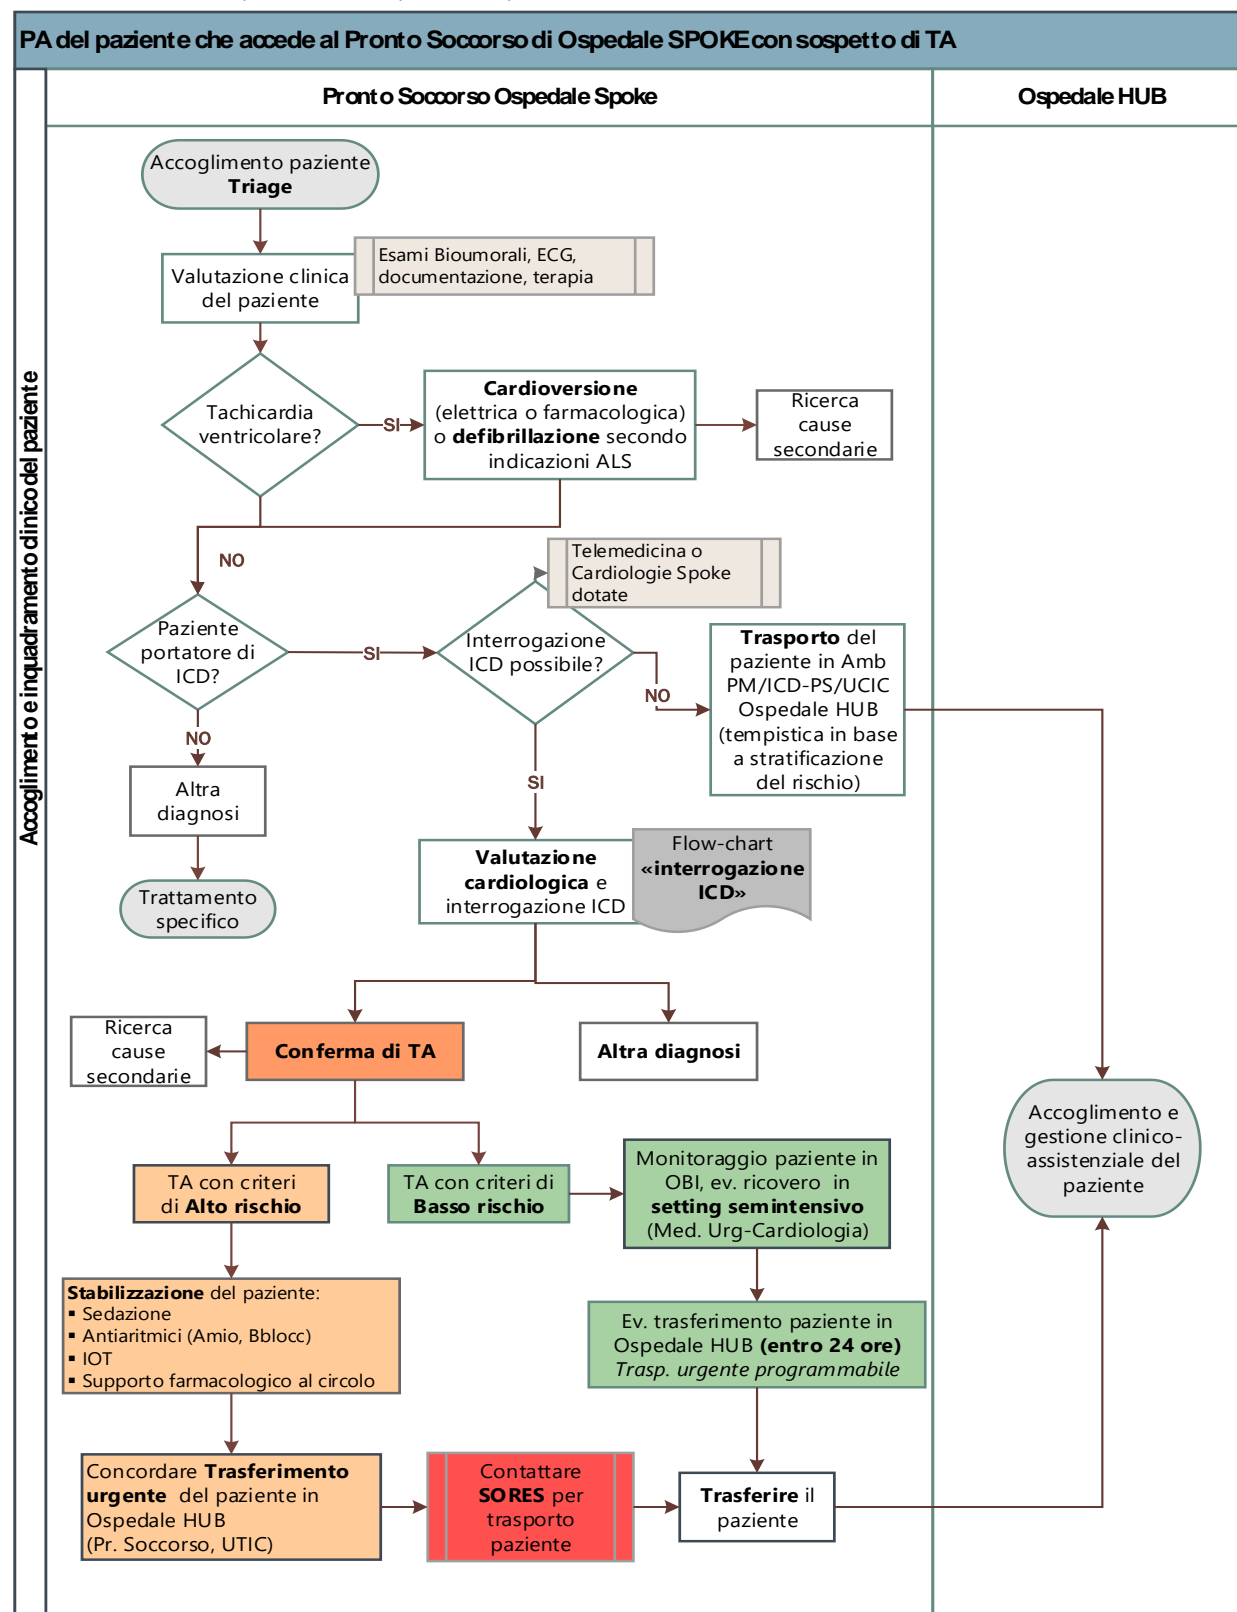 PA del paziente che accede al Pronto Soccorso di Ospedale SPOKE con sospetto di TA
Pronto Soccorso Ospedale Spoke
Ospedale HUB
Accoglimento e inquadramento clinico del paziente
Accoglimento paziente
Triage
Esami Bioumorali, ECG,
documentazione, terapia
Valutazione clinica
del paziente
Tachicardia
ventricolare?
SI
Cardioversione
(elettrica o farmacologica)
o defibrillazione secondo
indicazioni ALS
Ricerca
cause
secondarie
NO
Telemedicina o
Cardiologie Spoke
dotate
Paziente
portatore di
ICD?
SI
Interrogazione
ICD possibile?
NO
Trasporto del
paziente in Amb
PM/ICD-PS/UCIC
Ospedale HUB
(tempistica in base
a stratificazione
del rischio)
NO
Altra
diagnosi
SI
Trattamento
specifico
Valutazione
cardiologica e
interrogazione ICD
Flow-chart
«interrogazione
ICD»
Ricerca
cause
secondarie
Conferma di TA
Altra diagnosi
Accoglimento e
gestione clinico-
assistenziale del
paziente
TA con criteri
di Alto rischio
TA con criteri di
Basso rischio
Monitoraggio paziente in
OBI, ev. ricovero in
setting semintensivo
(Med. Urg-Cardiologia)
Stabilizzazione del paziente:
▪ Sedazione
▪ Antiaritmici (Amio, Bblocc)
▪ IOT
▪ Supporto farmacologico al circolo
Ev. trasferimento paziente in
Ospedale HUB (entro 24 ore)
Trasp. urgente programmabile
Concordare Trasferimento
urgente del paziente in
Ospedale HUB
(Pr. Soccorso, UTIC)
Contattare
SORES per
trasporto
paziente
Trasferire il
paziente